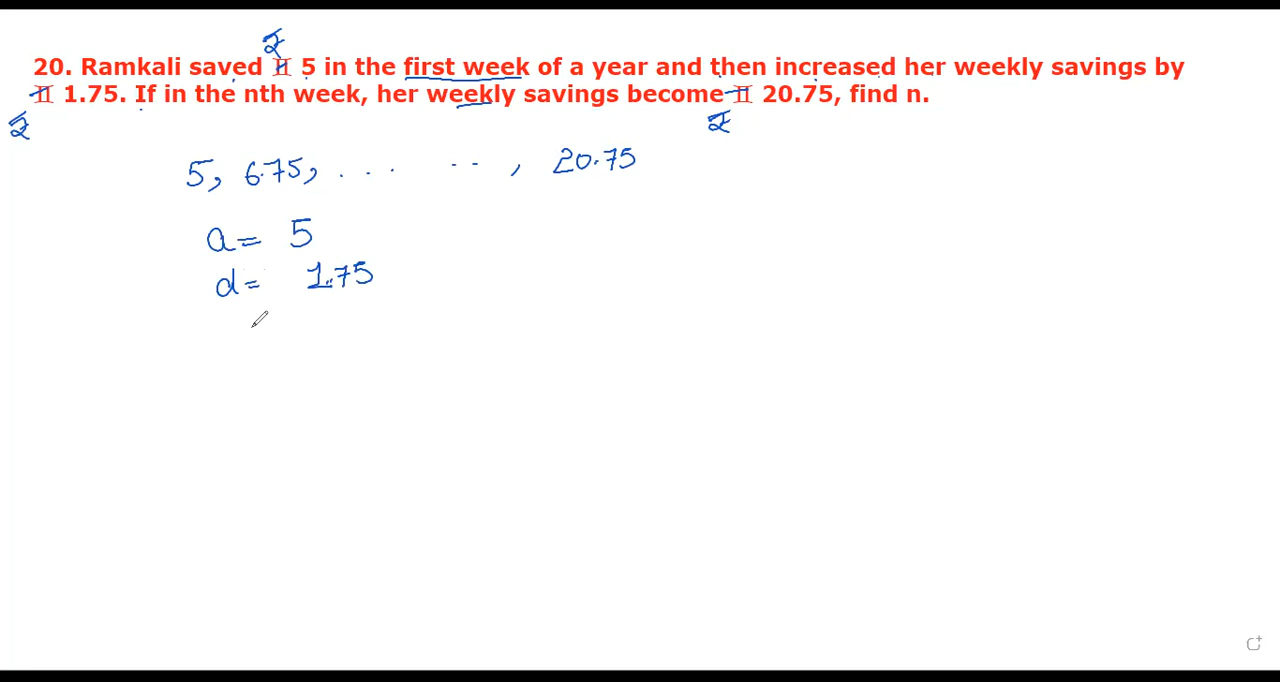 ₹
20. Ramkali saved 5 in the first week of a year and then increased her weekly savings by
1.75. If in the nth week, her weekly savings become 20.75, find n.
₹ ₹
5, 6.75, ... .. , 20.75
a= 5
d= 1.75